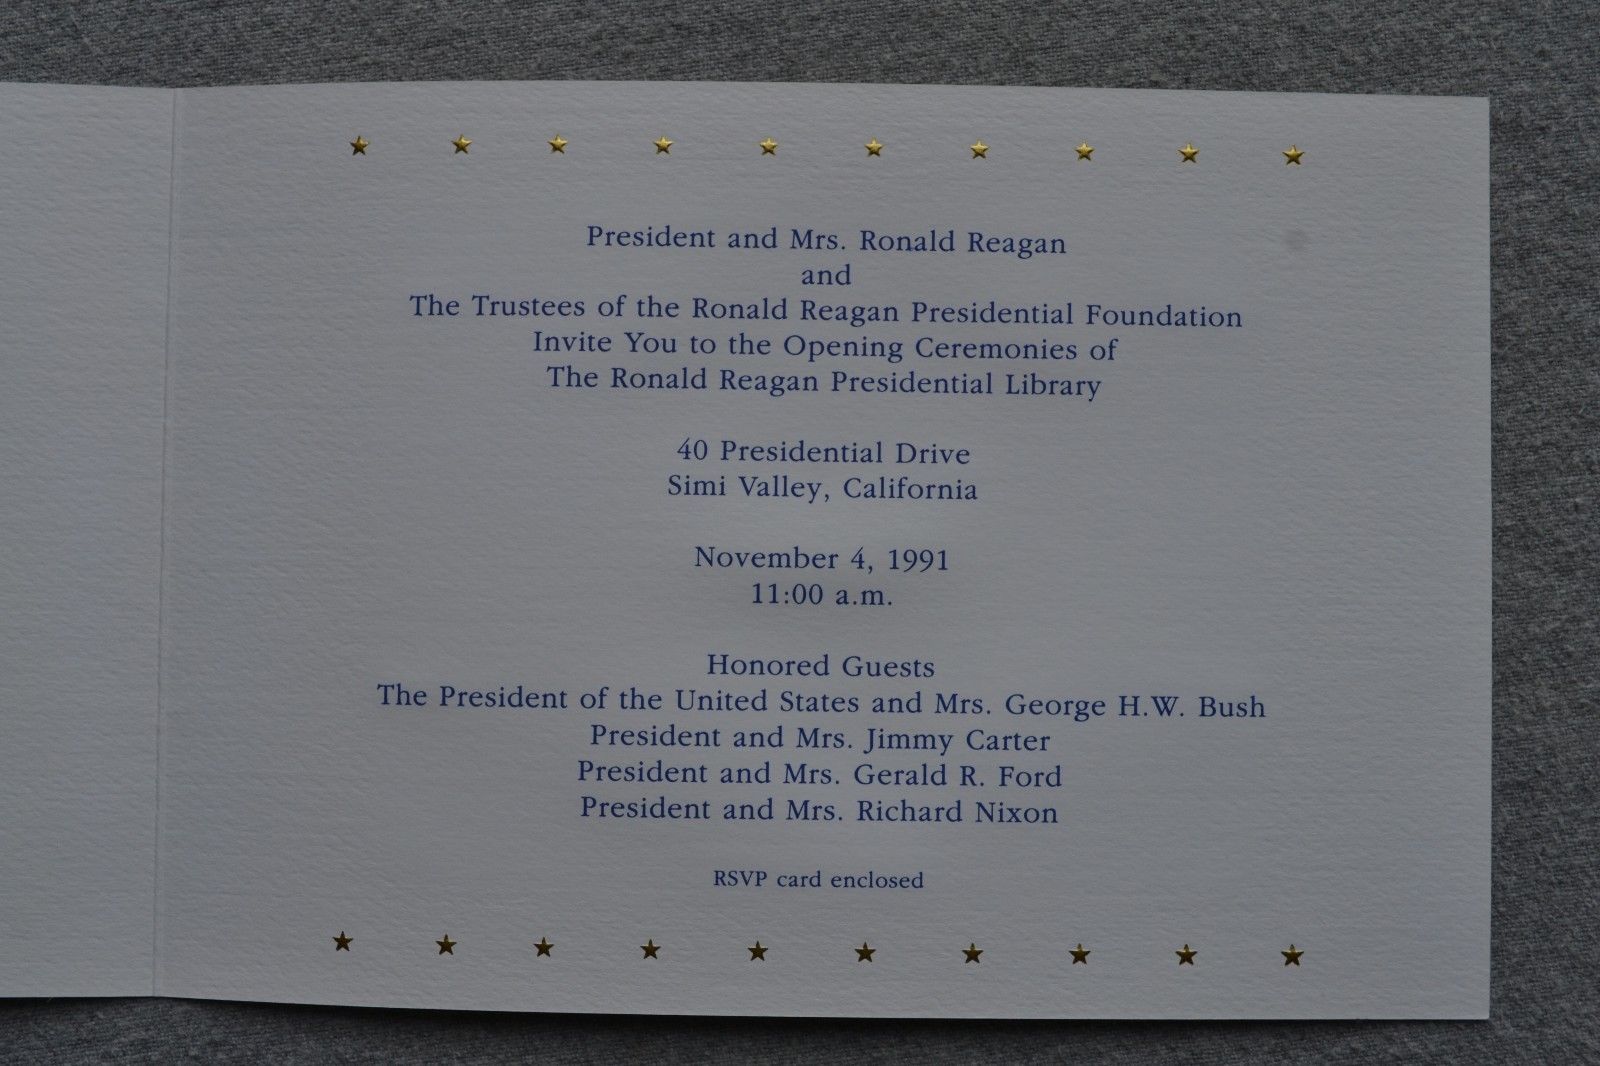 President and Mrs. Ronald Reagan
and
The Trustees of the Ronald Reagan Presidential Foundation
Invite You to the Opening Ceremonies of
The Ronald Reagan Presidential Library
40 Presidential Drive
Simi Valley, California
November 4, 1991
11:00 a.m.
Honored Guests
The President of the United States and Mrs. George H.W. Bush
President and Mrs. Jimmy Carter
President and Mrs. Gerald R. Ford
President and Mrs. Richard Nixon
RSVP card enclosed